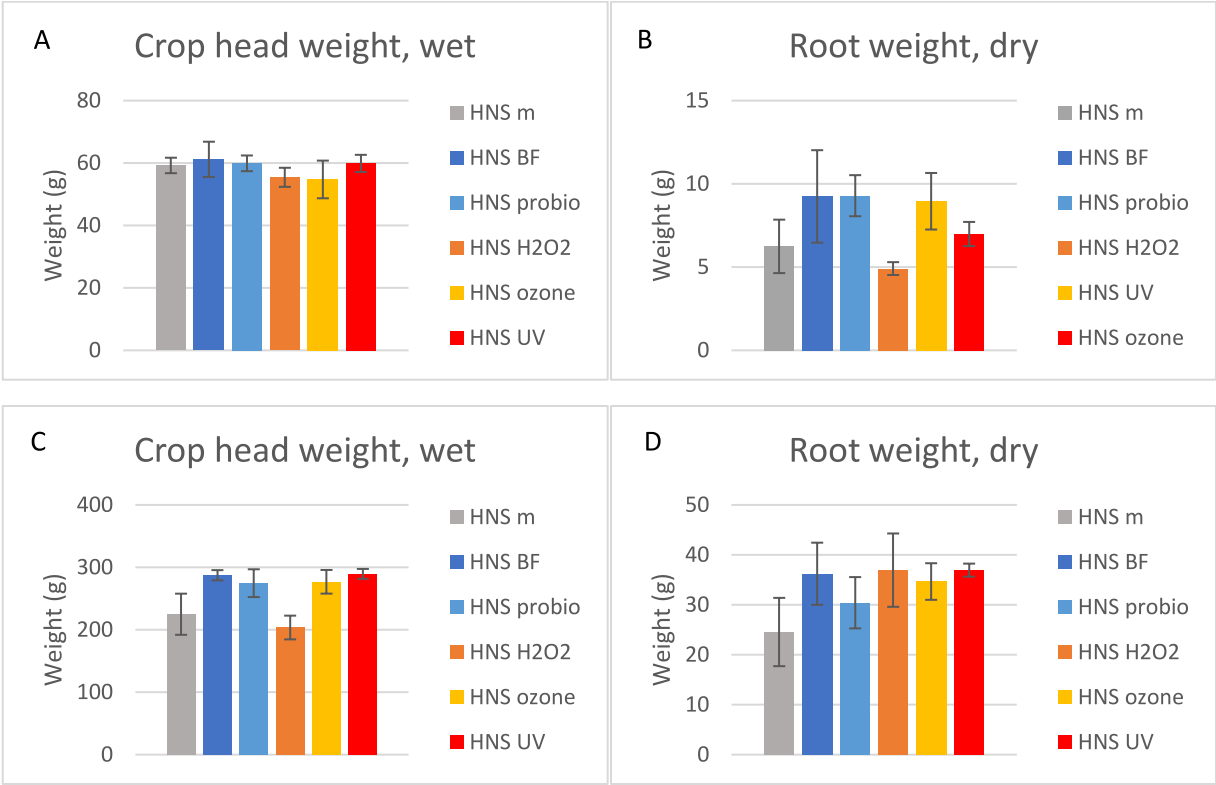 A
Crop head weight, wet
Weight (g)
80
60
40
20
0
HNS m
HNS BF
HNS probio
HNS H2O2
HNS ozone
HNS UV
B
Root weight, dry
Weight (g)
15
10
5
0
HNS m
HNS BF
HNS probio
HNS H2O2
HNS UV
HNS ozone
C
Crop head weight, wet
Weight (g)
400
300
200
100
0
HNS m
HNS BF
HNS probio
HNS H2O2
HNS ozone
HNS UV
D
Root weight, dry
Weight (g)
50
40
30
20
10
0
HNS m
HNS BF
HNS probio
HNS H2O2
HNS ozone
HNS UV